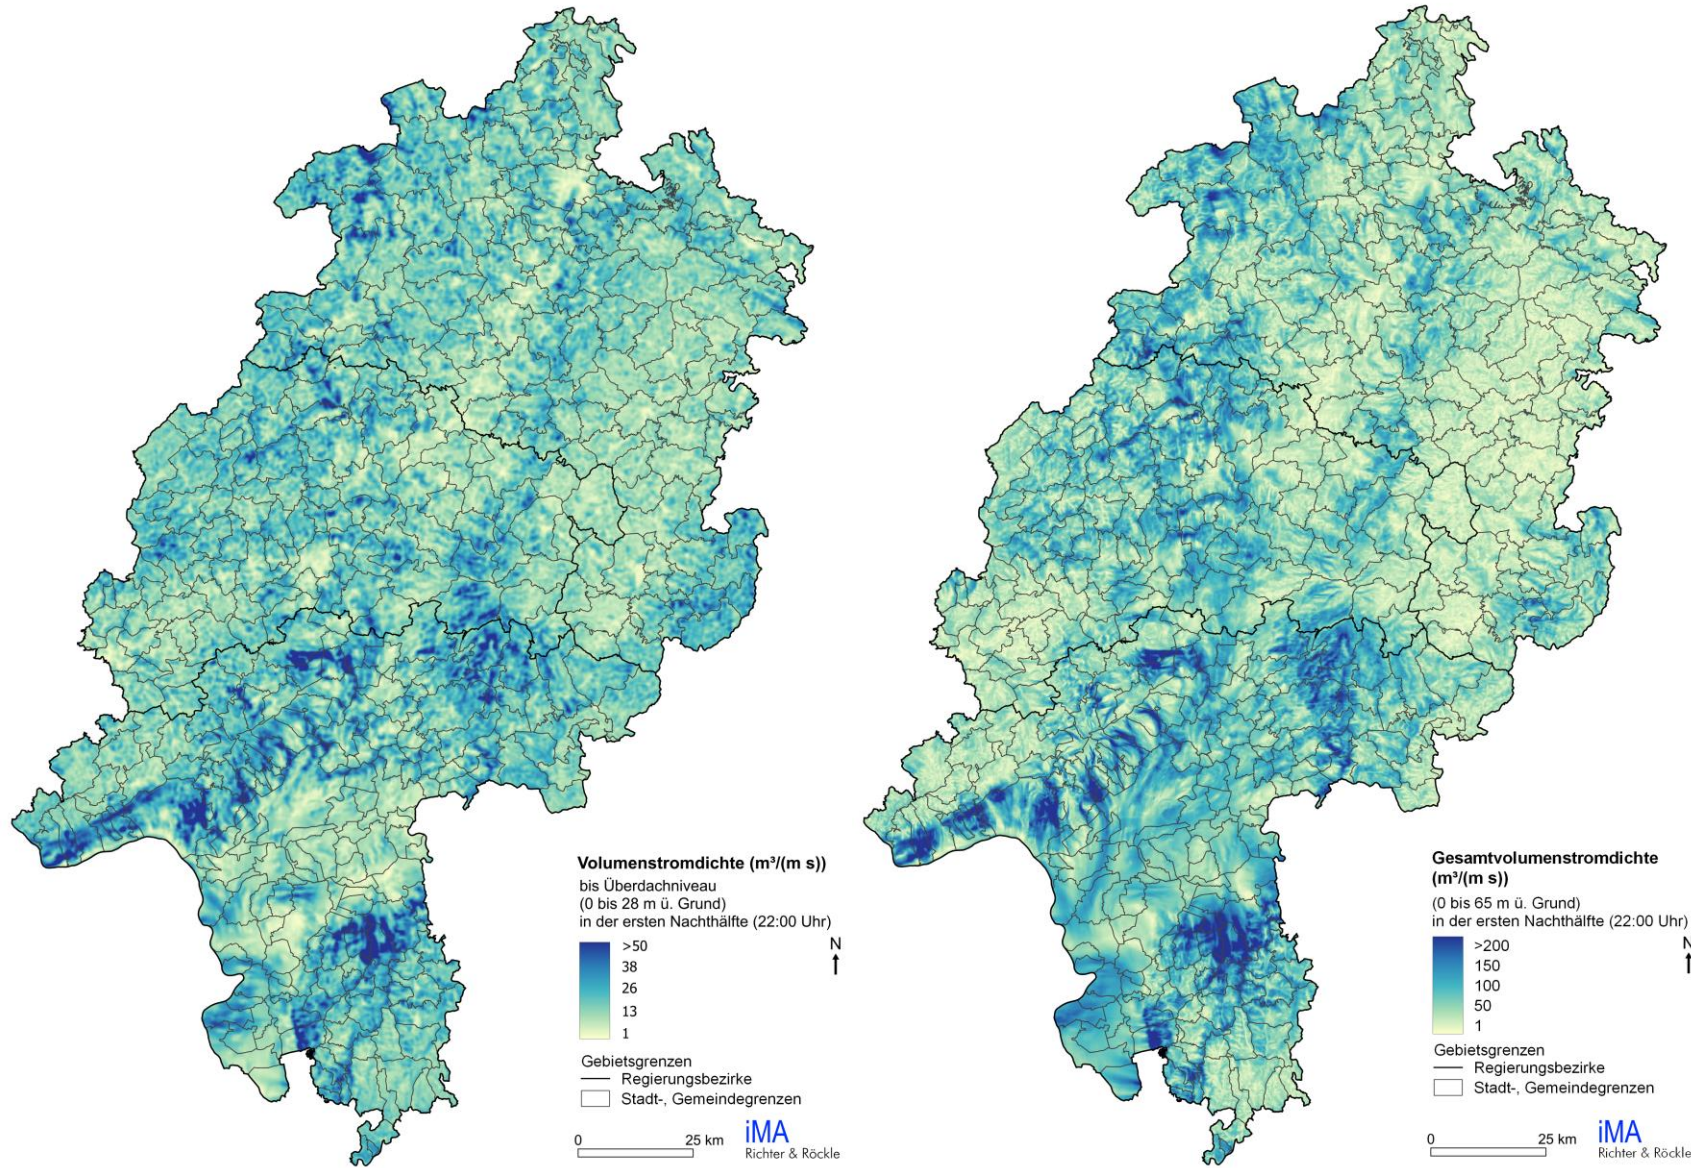 Volumenstromdichte (m³/(m s))
bis Überdachniveau
(0 bis 28 m ü. Grund)
in der ersten Nachthälfte (22:00 Uhr)
>50
38
26
13
1
N
Gebietsgrenzen
Regierungsbezirke
Stadt-, Gemeindegrenzen
0 25 km
iMA
Richter & Röckle
Gesamtvolumenstromdichte
(m³/(m s))
(0 bis 65 m ü. Grund)
in der ersten Nachthälfte (22:00 Uhr)
>200
150
100
50
1
N
Gebietsgrenzen
Regierungsbezirke
Stadt-, Gemeindegrenzen
0 25 km
iMA
Richter & Röckle